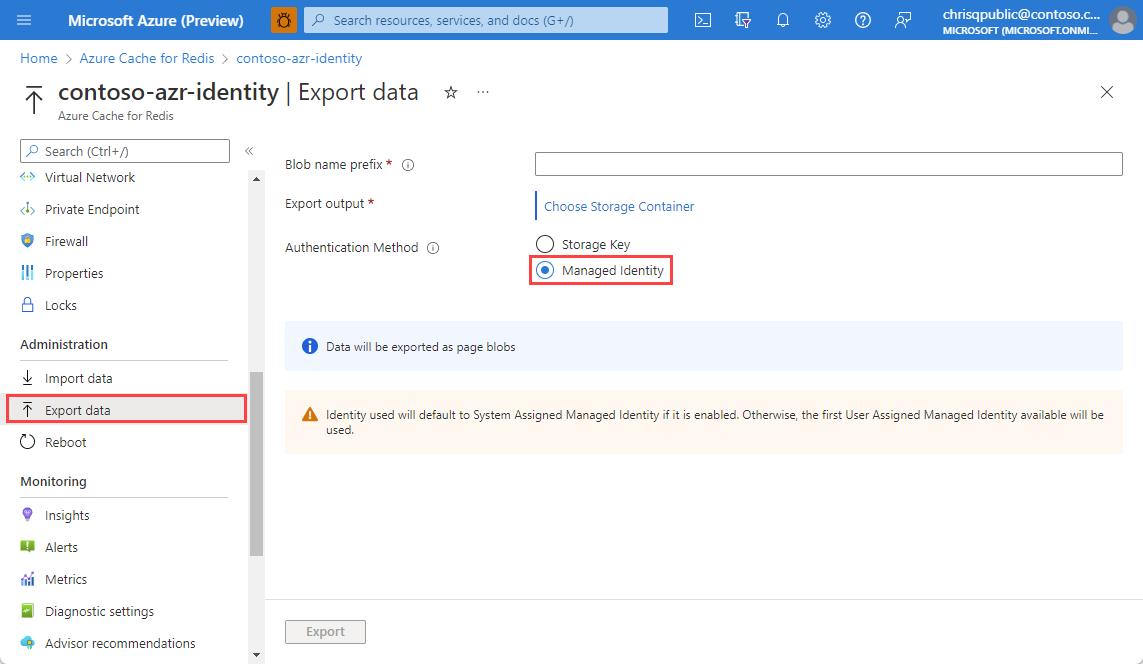 Microsoft Azure (Preview)
Search resources, services, and docs (G+/)
chrisqpublic@contoso.c...
MICROSOFT (MICROSOFT.ONMI...
Home > Azure Cache for Redis > contoso-azr-identity
contoso-azr-identity | Export data
Azure Cache for Redis
Search (Ctrl+/)
Virtual Network
Private Endpoint
Firewall
Properties
Locks
Administration
Import data
Export data
Reboot
Monitoring
Insights
Alerts
Metrics
Diagnostic settings
Advisor recommendations
Blob name prefix *
Export output *
Choose Storage Container
Authentication Method
Storage Key
Managed Identity
Data will be exported as page blobs
Identity used will default to System Assigned Managed Identity if it is enabled. Otherwise, the first User Assigned Managed Identity available will be
used.
Export